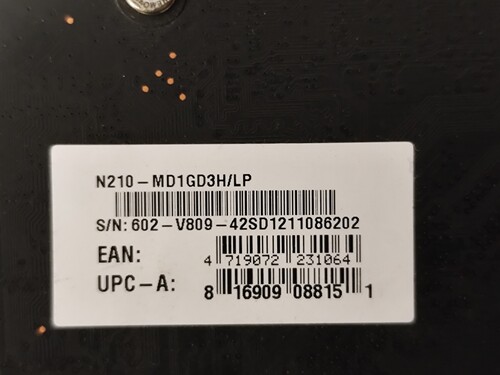 N210-MD1GD3H/LP
S/N: 602-V809-42SD1211086202
EAN: 4 719072 231064
UPC-A: 8 16909 08815 1